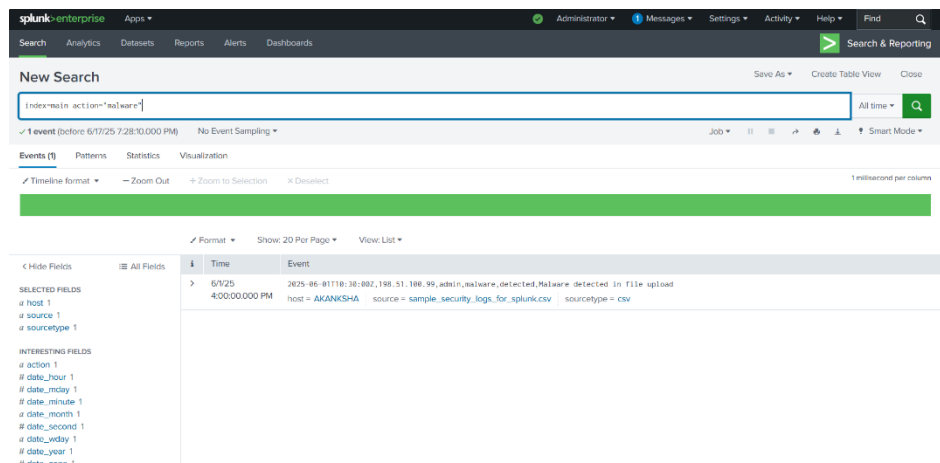 splunk>enterprise Apps ▾ Administrator ▾ 1 Messages ▾ Settings ▾ Activity ▾ Help ▾ Find
Search Analytics Datasets Reports Alerts Dashboards > Search & Reporting
New Search Save As ▾ Create Table View Close
index=main action="malware" All time ▾
✓ 1 event (before 6/17/25 7:28:10.000 PM) No Event Sampling ▾ Job ▾ Smart Mode ▾
Events (1) Patterns Statistics Visualization
Timeline format ▾ — Zoom Out + Zoom to Selection × Deselect 1 millisecond per column
Format ▾ Show: 20 Per Page ▾ View: List ▾
< Hide Fields All Fields i Time Event
SELECTED FIELDS
a host 1
a source 1
a sourcetype 1
> 6/1/25 2025-06-01T10:30:00Z,198.51.100.99,admin,malware,detected,Malware detected in file upload
4:00:00.000 PM host = AKANKSHA source = sample_security_logs_for_splunk.csv sourcetype = csv
INTERESTING FIELDS
a action 1
# date_hour 1
# date_mday 1
# date_minute 1
a date_month 1
# date_second 1
a date_wday 1
# date_year 1